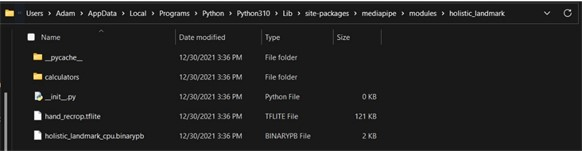 Users > Adam > AppData > Local > Programs > Python > Python310 > Lib > site-packages > mediapipe > modules > holistic_landmark
Name Date modified Type Size
__pycache__ 12/30/2021 3:36 PM File folder
calculators 12/30/2021 3:36 PM File folder
__init__.py 12/30/2021 3:36 PM Python File 0 KB
hand_recrop.tflite 12/30/2021 3:36 PM TFLITE File 121 KB
holistic_landmark_cpu.binarypb 12/30/2021 3:36 PM BINARYPB File 2 KB